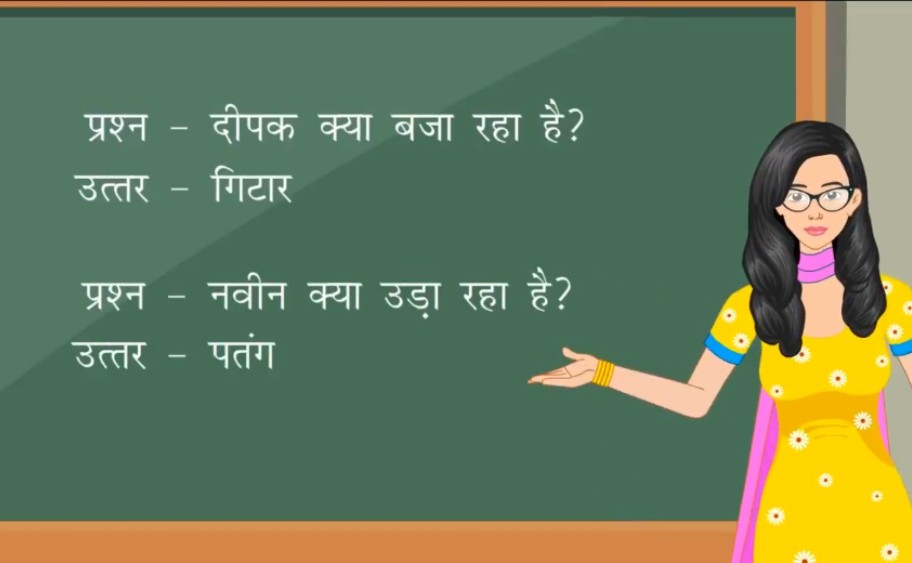 प्रश्न - दीपक क्या बजा रहा है?
उत्तर - गिटार
प्रश्न - नवीन क्या उड़ा रहा है?
उत्तर - पतंग